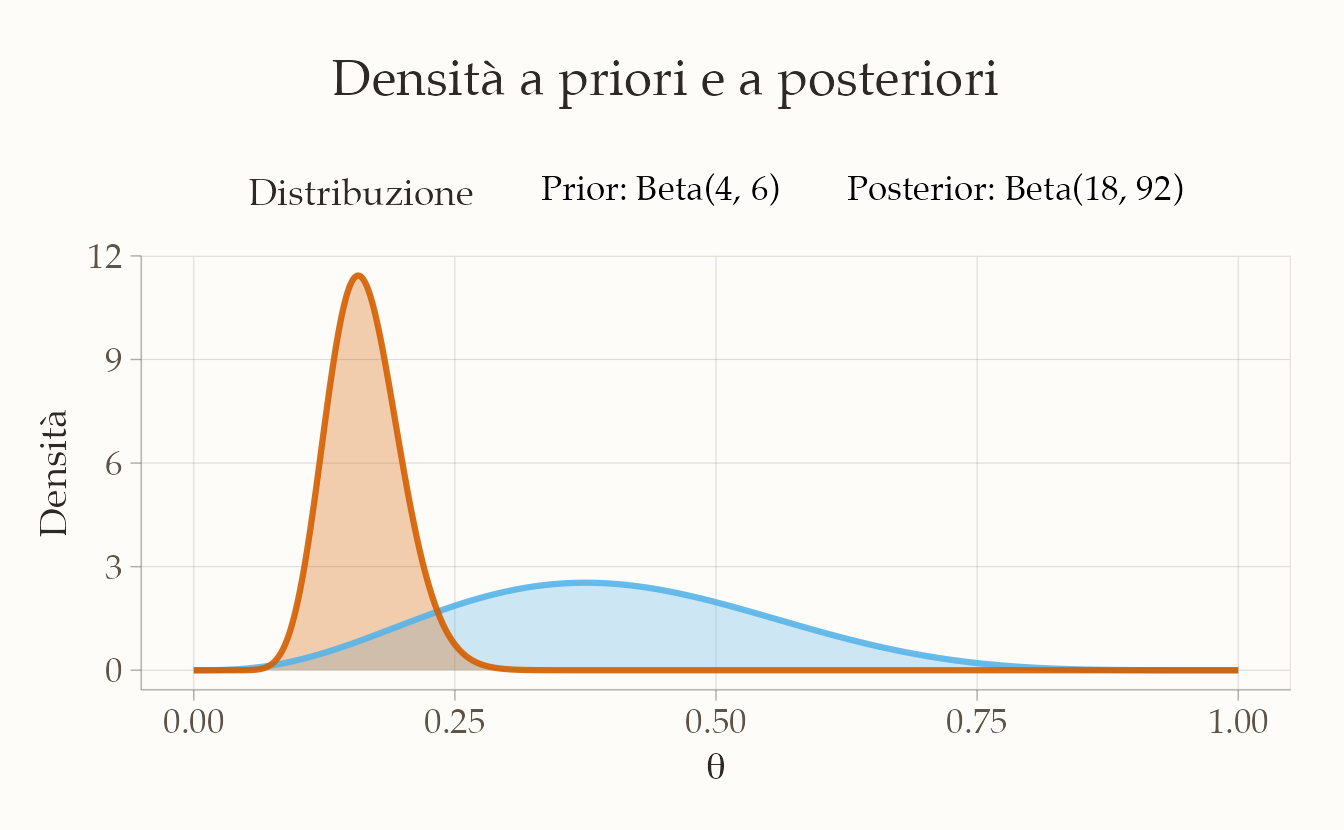 Densità a priori e a posteriori
Distribuzione Prior: Beta(4, 6) Posterior: Beta(18, 92)
12
9
6
3
0
Densità
0.00 0.25 0.50 0.75 1.00
θ